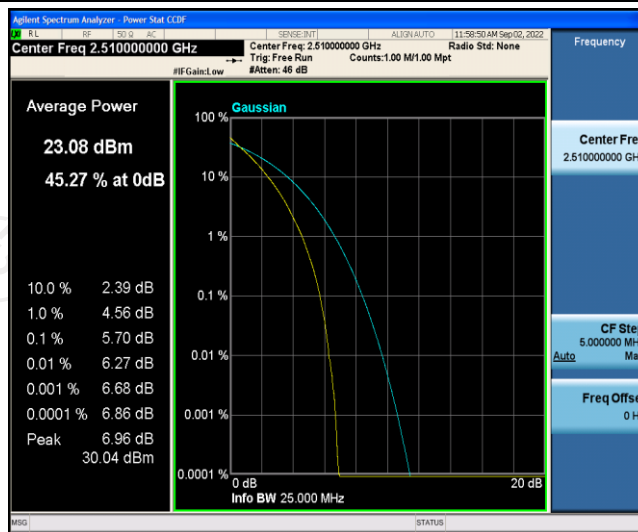 Agilent Spectrum Analyzer - Power Stat CCDF
LXI RL RF 50 Ω AC SENSE:INT ALIGNAUTO 11:58:50 AM Sep 02, 2022
Center Freq 2.510000000 GHz
Center Freq: 2.510000000 GHz Radio Std: None
Trig: Free Run Counts:1.00 M/1.00 Mpt
#IFGain:Low #Atten: 46 dB
Frequency
Average Power
23.08 dBm
45.27 % at 0dB
10.0 % 2.39 dB
1.0 % 4.56 dB
0.1 % 5.70 dB
0.01 % 6.27 dB
0.001 % 6.68 dB
0.0001 % 6.86 dB
Peak 6.96 dB
30.04 dBm
Gaussian
100 %
10 %
1 %
0.1 %
0.01 %
0.001 %
0.0001 %
0 dB 20 dB
Info BW 25.000 MHz
Center Fre
2.510000000 GH
CF Ste
5.000000 MH
Auto Ma
Freq Offse
0 H
MSG STATUS